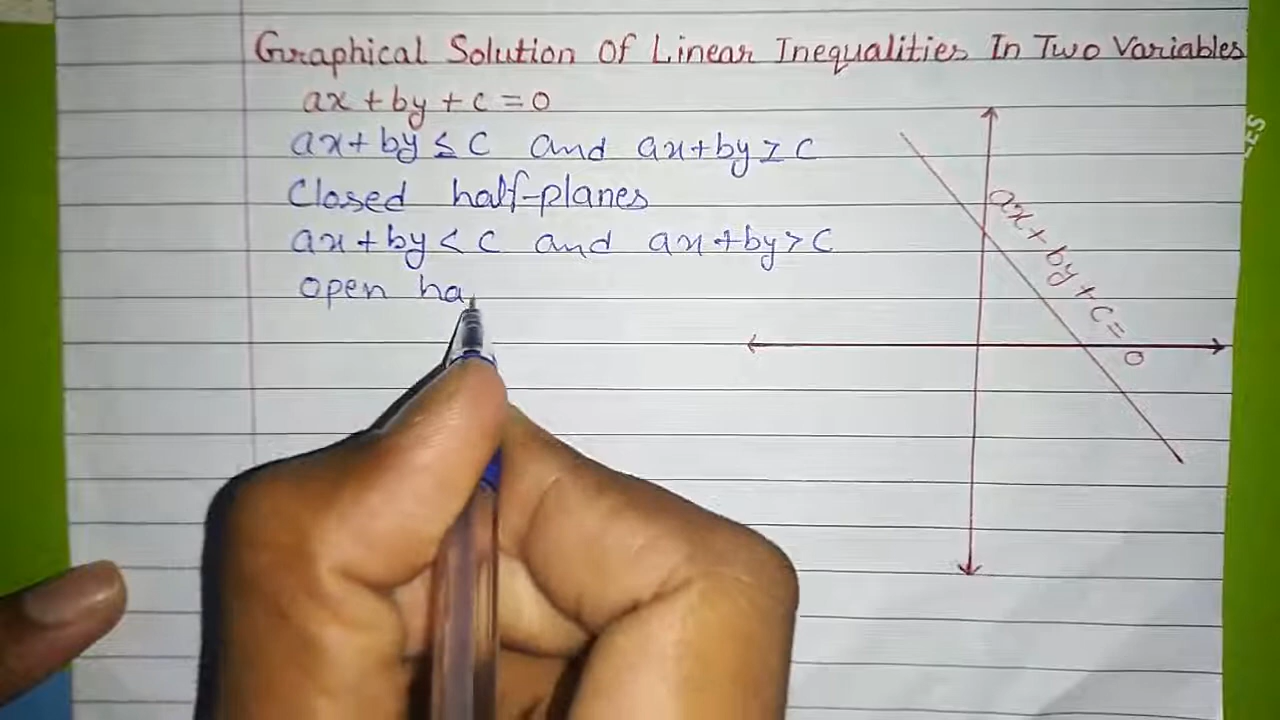 Graphical Solution Of Linear Inequalities In Two Variables
ax + by + c = 0
ax + by ≤ c and ax + by ≥ c
Closed half-planes
ax + by < c and ax + by > c
open ha
ax + by + c = 0